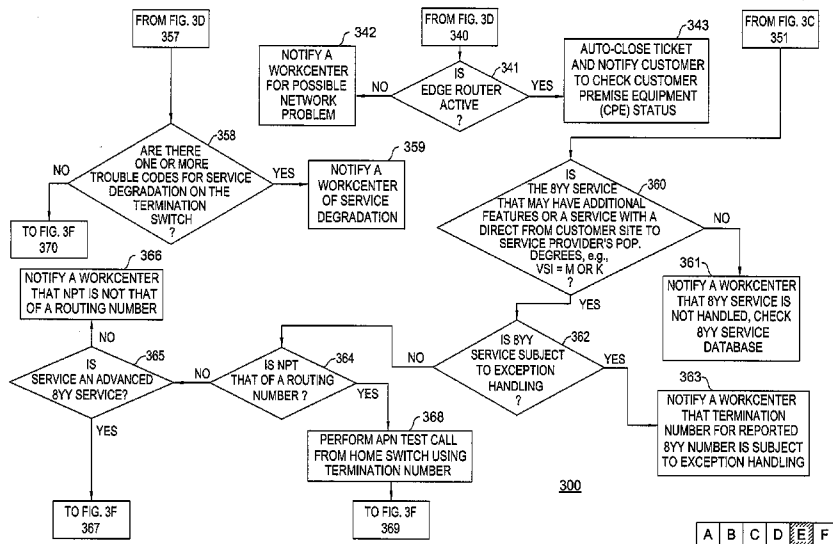 FROM FIG. 3D
357
342
NOTIFY A
WORKCENTER
FOR POSSIBLE
NETWORK
PROBLEM
FROM FIG. 3D
340
341
IS
EDGE ROUTER
ACTIVE
?
NO
YES
343
AUTO-CLOSE TICKET
AND NOTIFY CUSTOMER
TO CHECK CUSTOMER
PREMISE EQUIPMENT
(CPE) STATUS
FROM FIG. 3C
351
358
ARE THERE
ONE OR MORE
TROUBLE CODES FOR SERVICE
DEGRADATION ON THE
TERMINATION
SWITCH
?
NO
YES
TO FIG. 3F
370
359
NOTIFY A
WORKCENTER
OF SERVICE
DEGRADATION
360
IS
THE 8YY SERVICE
THAT MAY HAVE ADDITIONAL
FEATURES OR A SERVICE WITH A
DIRECT FROM CUSTOMER SITE TO
SERVICE PROVIDER'S POP.
DEGREES, e.g.,
VSI = M OR K
?
NO
YES
361
NOTIFY A WORKCENTER
THAT 8YY SERVICE IS
NOT HANDLED, CHECK
8YY SERVICE
DATABASE
366
NOTIFY A WORKCENTER
THAT NPT IS NOT THAT
OF A ROUTING NUMBER
NO
365
IS
SERVICE AN ADVANCED
8YY SERVICE?
YES
NO
364
IS NPT
THAT OF A ROUTING
NUMBER ?
YES
NO
362
IS 8YY
SERVICE SUBJECT
TO EXCEPTION
HANDLING
?
YES
363
NOTIFY A WORKCENTER
THAT TERMINATION
NUMBER FOR REPORTED
8YY NUMBER IS SUBJECT
TO EXCEPTION HANDLING
368
PERFORM APN TEST CALL
FROM HOME SWITCH USING
TERMINATION NUMBER
TO FIG. 3F
367
TO FIG. 3F
369
300
A B C D E F